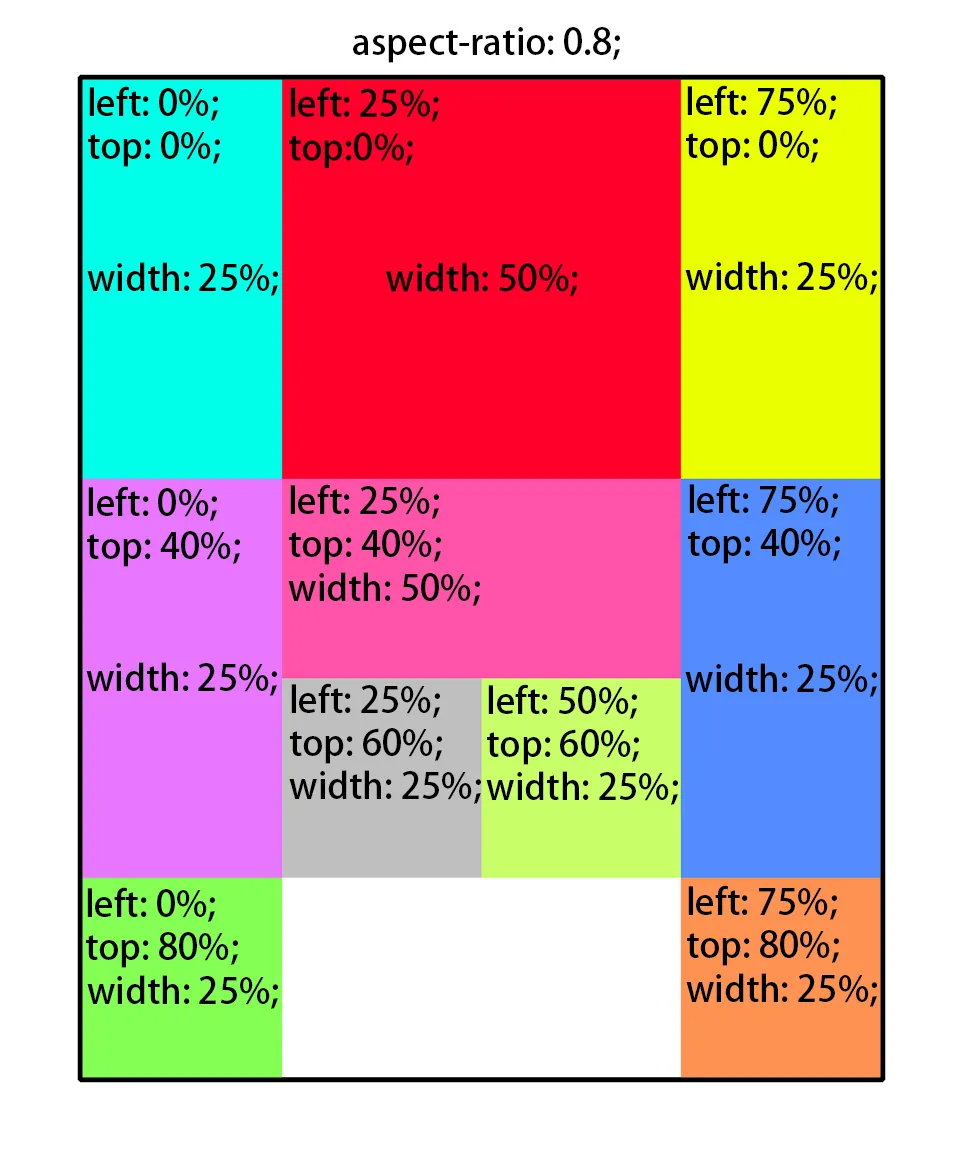 aspect-ratio: 0.8;
left: 0%;
top: 0%;
width: 25%;
left: 25%;
top:0%;
width: 50%;
left: 75%;
top: 0%;
width: 25%;
left: 0%;
top: 40%;
width: 25%;
left: 25%;
top: 40%;
width: 50%;
left: 75%;
top: 40%;
width: 25%;
left: 25%;
top: 60%;
width: 25%;
left: 50%;
top: 60%;
width: 25%;
left: 0%;
top: 80%;
width: 25%;
left: 75%;
top: 80%;
width: 25%;